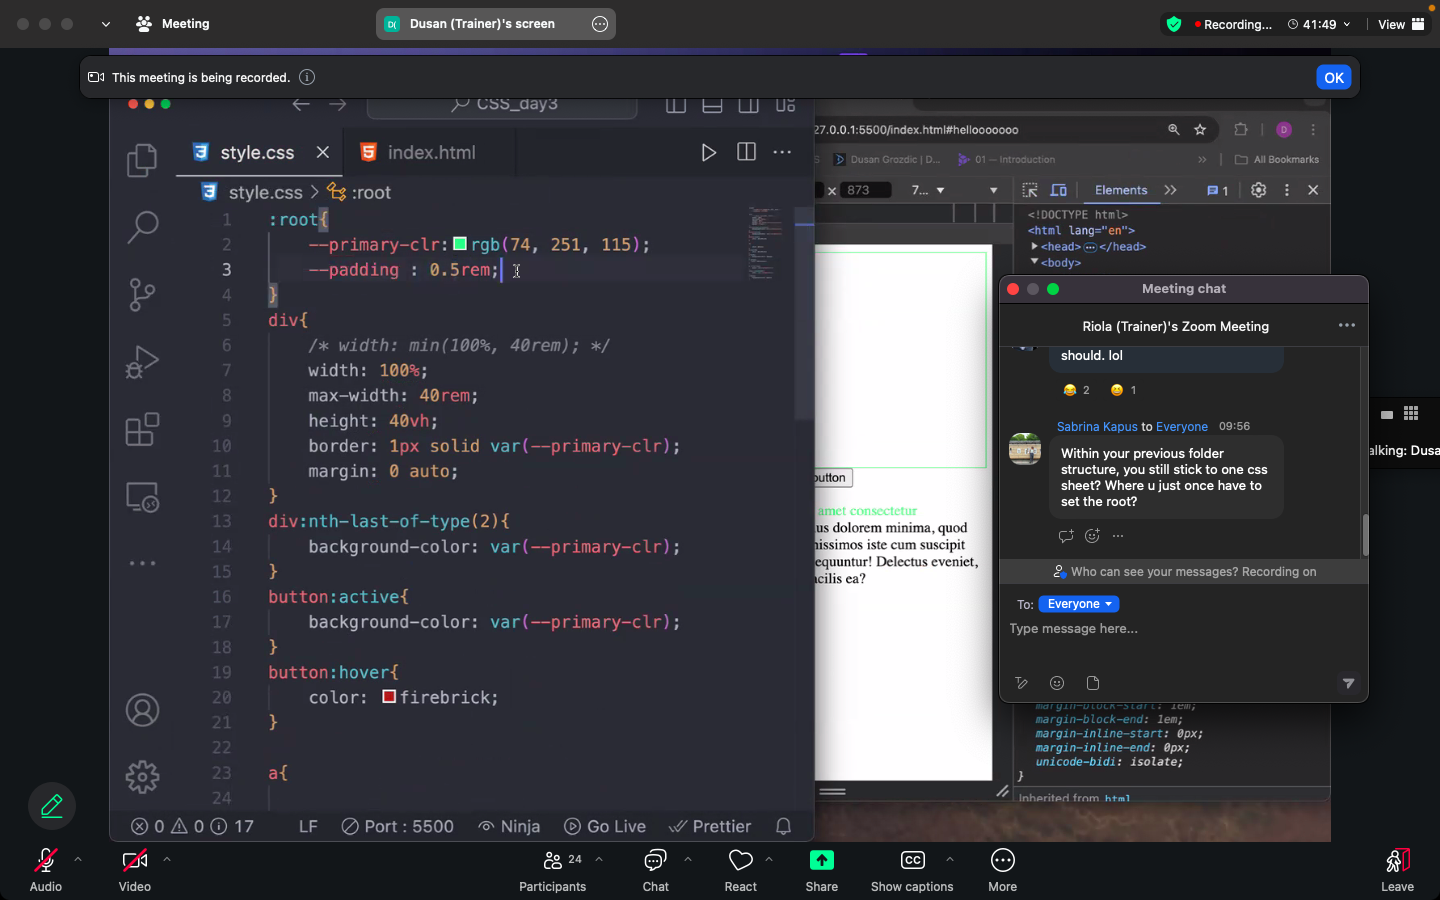 Meeting
D( Dusan (Trainer)'s screen
Recording... 41:49 View
This meeting is being recorded.
OK
CSS_day3
style.css index.html
style.css > :root
1 :root{
2 --primary-clr: rgb(74, 251, 115);
3 --padding : 0.5rem;
4 }
5 div{
6 /* width: min(100%, 40rem); */
7 width: 100%;
8 max-width: 40rem;
9 height: 40vh;
10 border: 1px solid var(--primary-clr);
11 margin: 0 auto;
12 }
13 div:nth-last-of-type(2){
14 background-color: var(--primary-clr);
15 }
16 button:active{
17 background-color: var(--primary-clr);
18 }
19 button:hover{
20 color: firebrick;
21 }
22
23 a{
24
0 0 17 LF Port : 5500 Ninja Go Live Prettier
27.0.0.1:5500/index.html#hellooooooo D
S Dusan Grozdic | D... 01 — Introduction » All Bookmarks
x 873 7... Elements 1
<!DOCTYPE html>
<html lang="en">
<head> </head>
<body>
button
amet consectetur
us dolorem minima, quod
nissimos iste cum suscipit
equuntur! Delectus eveniet,
acilis ea?
Meeting chat
Riola (Trainer)'s Zoom Meeting
should. lol
2 1
Sabrina Kapus to Everyone 09:56
Within your previous folder
structure, you still stick to one css
sheet? Where u just once have to
set the root?
Who can see your messages? Recording on
To: Everyone
Type message here...
alking: Dusa
margin-block-start: 1em;
margin-block-end: 1em;
margin-inline-start: 0px;
margin-inline-end: 0px;
unicode-bidi: isolate;
}
Inherited from html
24
Audio Video Participants Chat React Share Show captions More Leave